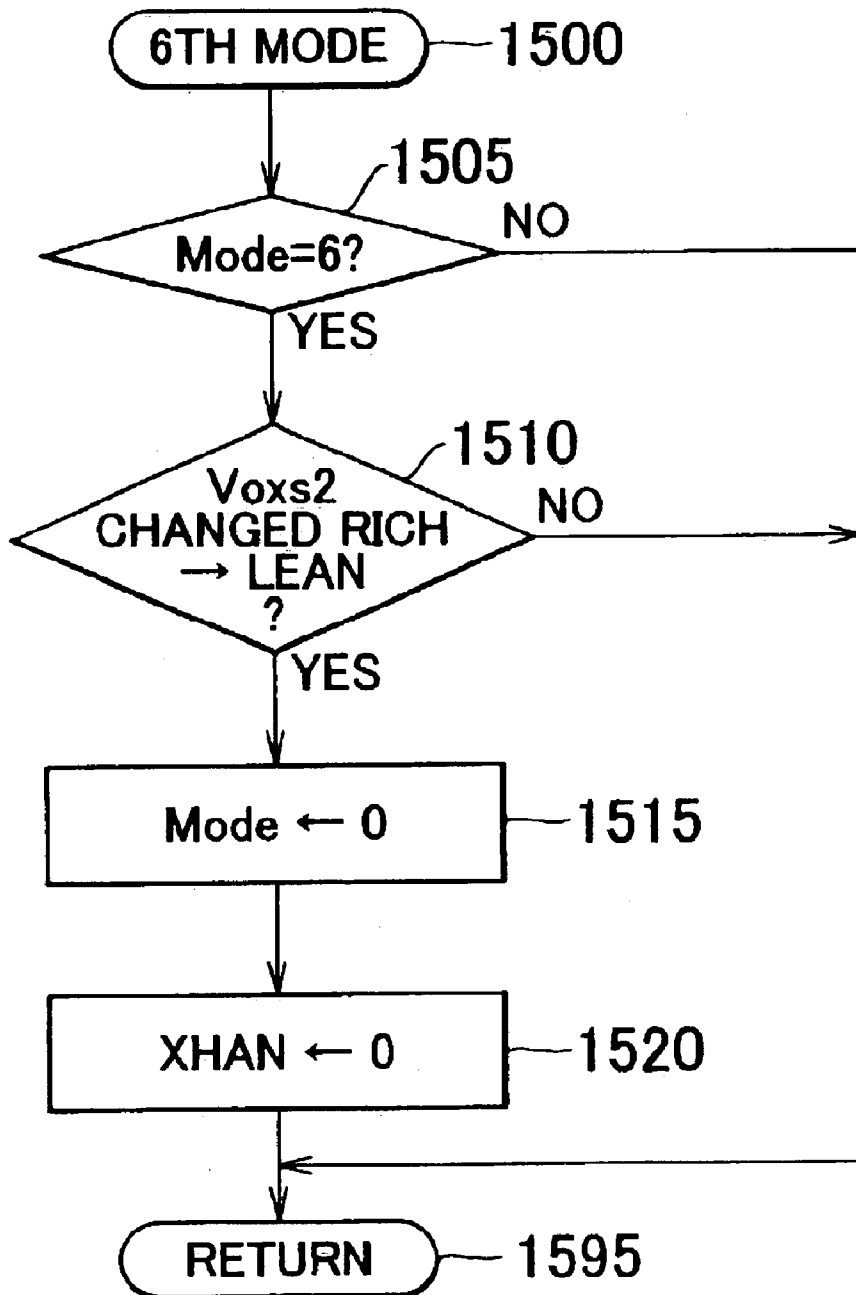 6TH MODE
1500
1505
Mode=6?
NO
YES
1510
Voxs2
CHANGED RICH
→ LEAN
?
NO
YES
Mode ← 0
1515
XHAN ← 0
1520
RETURN
1595